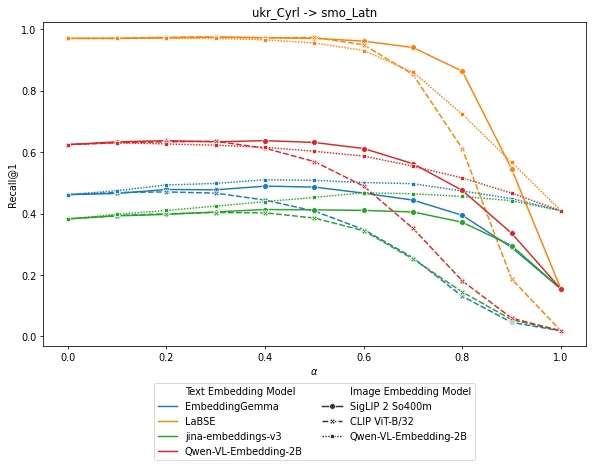 ukr_Cyrl -> smo_Latn
Recall@1
1.0
0.8
0.6
0.4
0.2
0.0
0.0 0.2 0.4 0.6 0.8 1.0
α
Text Embedding Model
EmbeddingGemma
LaBSE
jina-embeddings-v3
Qwen-VL-Embedding-2B
Image Embedding Model
SigLIP 2 So400m
CLIP ViT-B/32
Qwen-VL-Embedding-2B